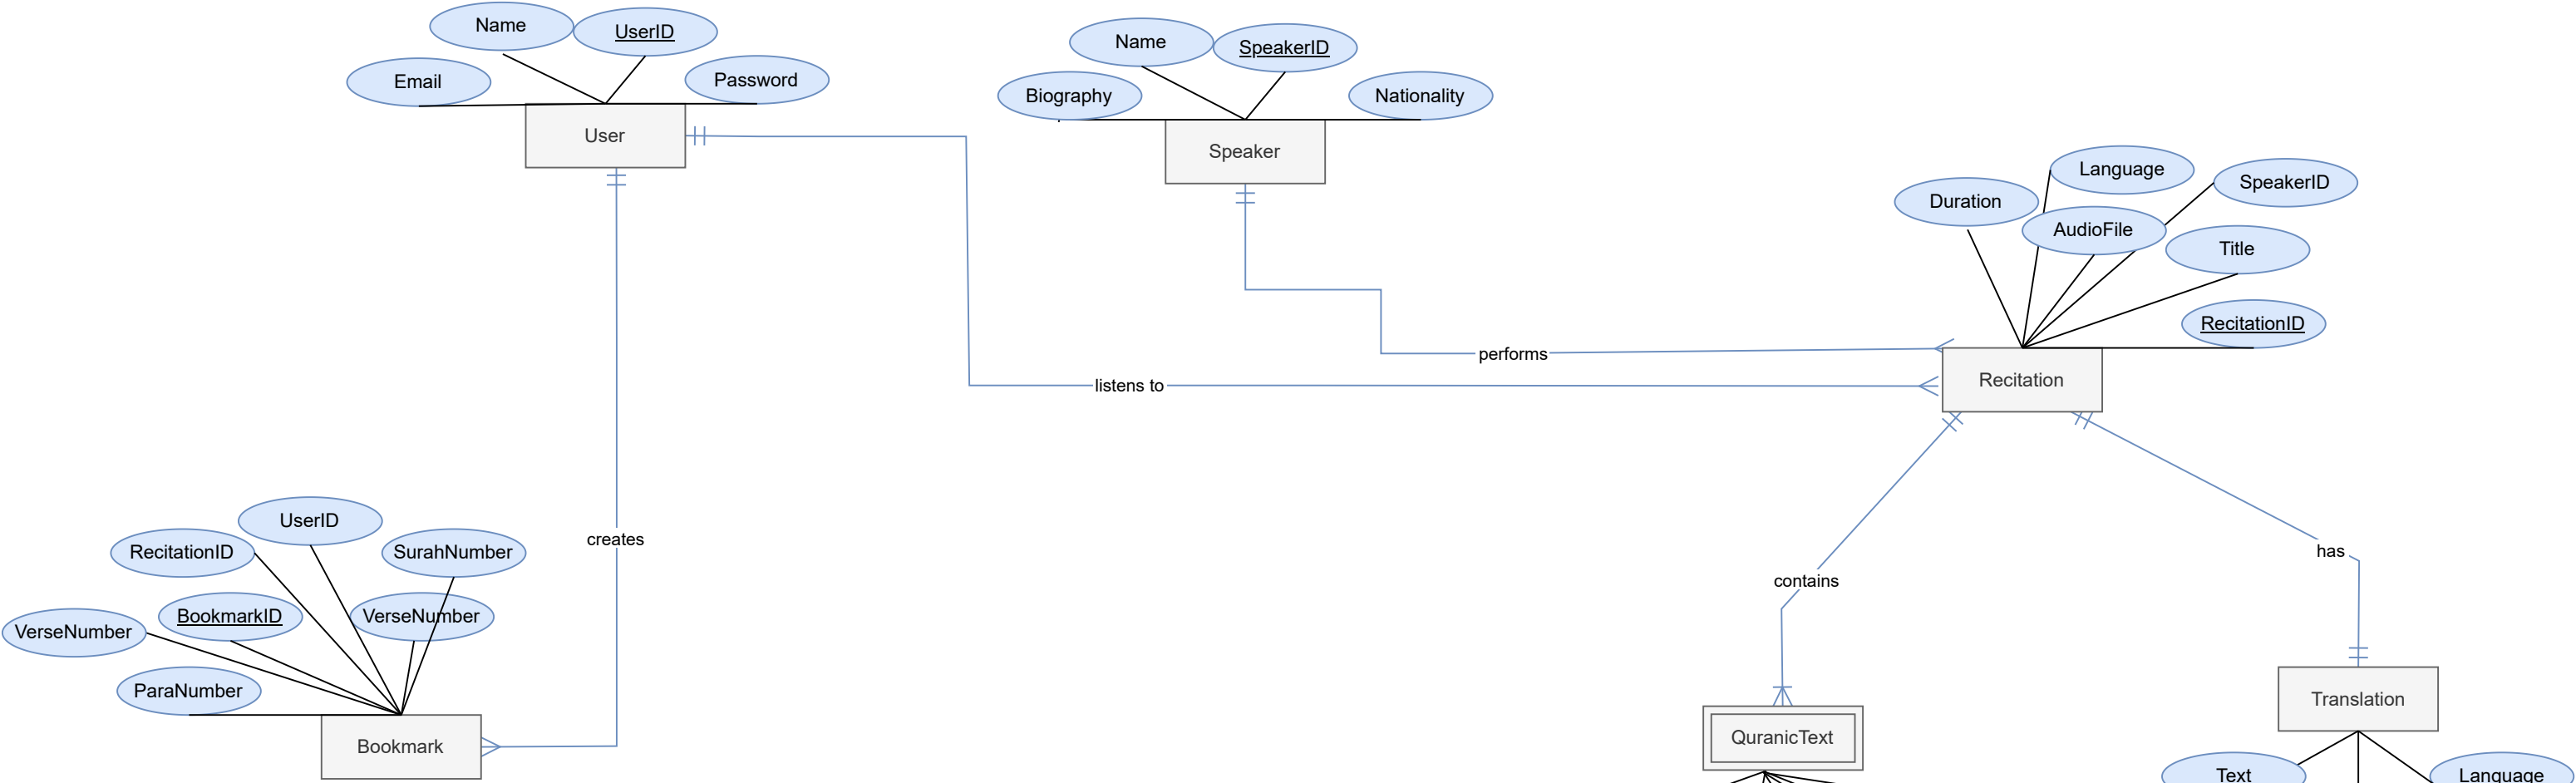 Name
UserID
Email
Password
User
Name
SpeakerID
Biography
Nationality
Speaker
Language
SpeakerID
Duration
AudioFile
Title
RecitationID
performs
Recitation
listens to
creates
UserID
RecitationID
SurahNumber
BookmarkID
VerseNumber
VerseNumber
ParaNumber
Bookmark
contains
has
QuranicText
Translation
Text
Language